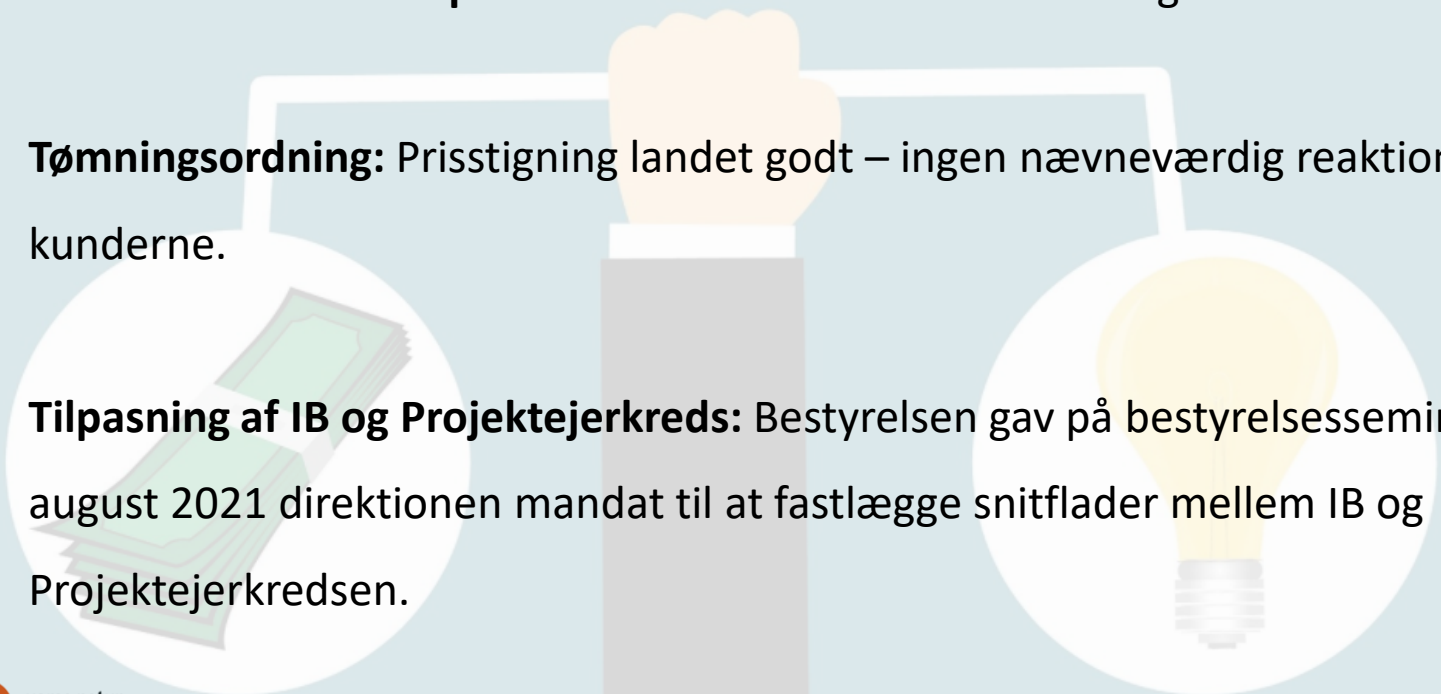 Tømningsordning: Prisstigning landet godt – ingen nævneværdig reaktion
kunderne.
Tilpasning af IB og Projektejerkreds: Bestyrelsen gav på
august 2021 direktionen mandat til at fastlægge snitflader mellem IB og
Projektejerkredsen.